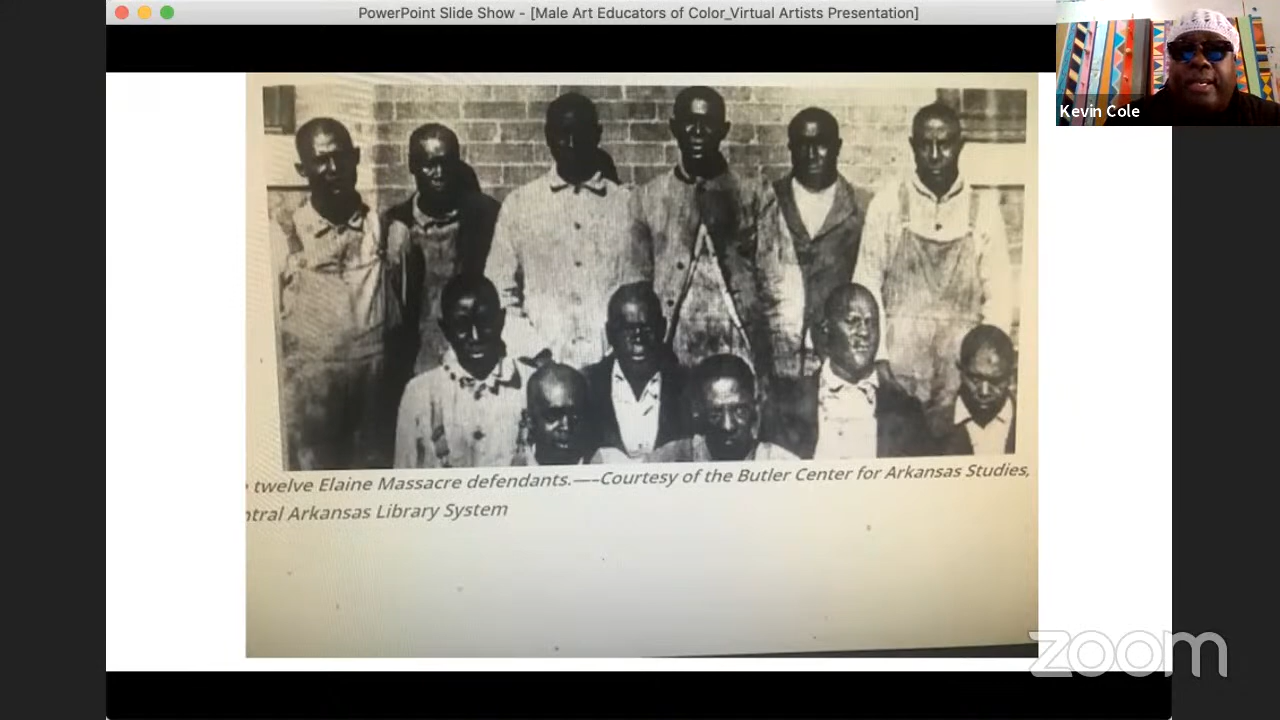 PowerPoint Slide Show - [Male Art Educators of Color_Virtual Artists Presentation]
Kevin Cole
twelve Elaine Massacre defendants.—–Courtesy of the Butler Center for Arkansas Studies,
ntral Arkansas Library System
zoom